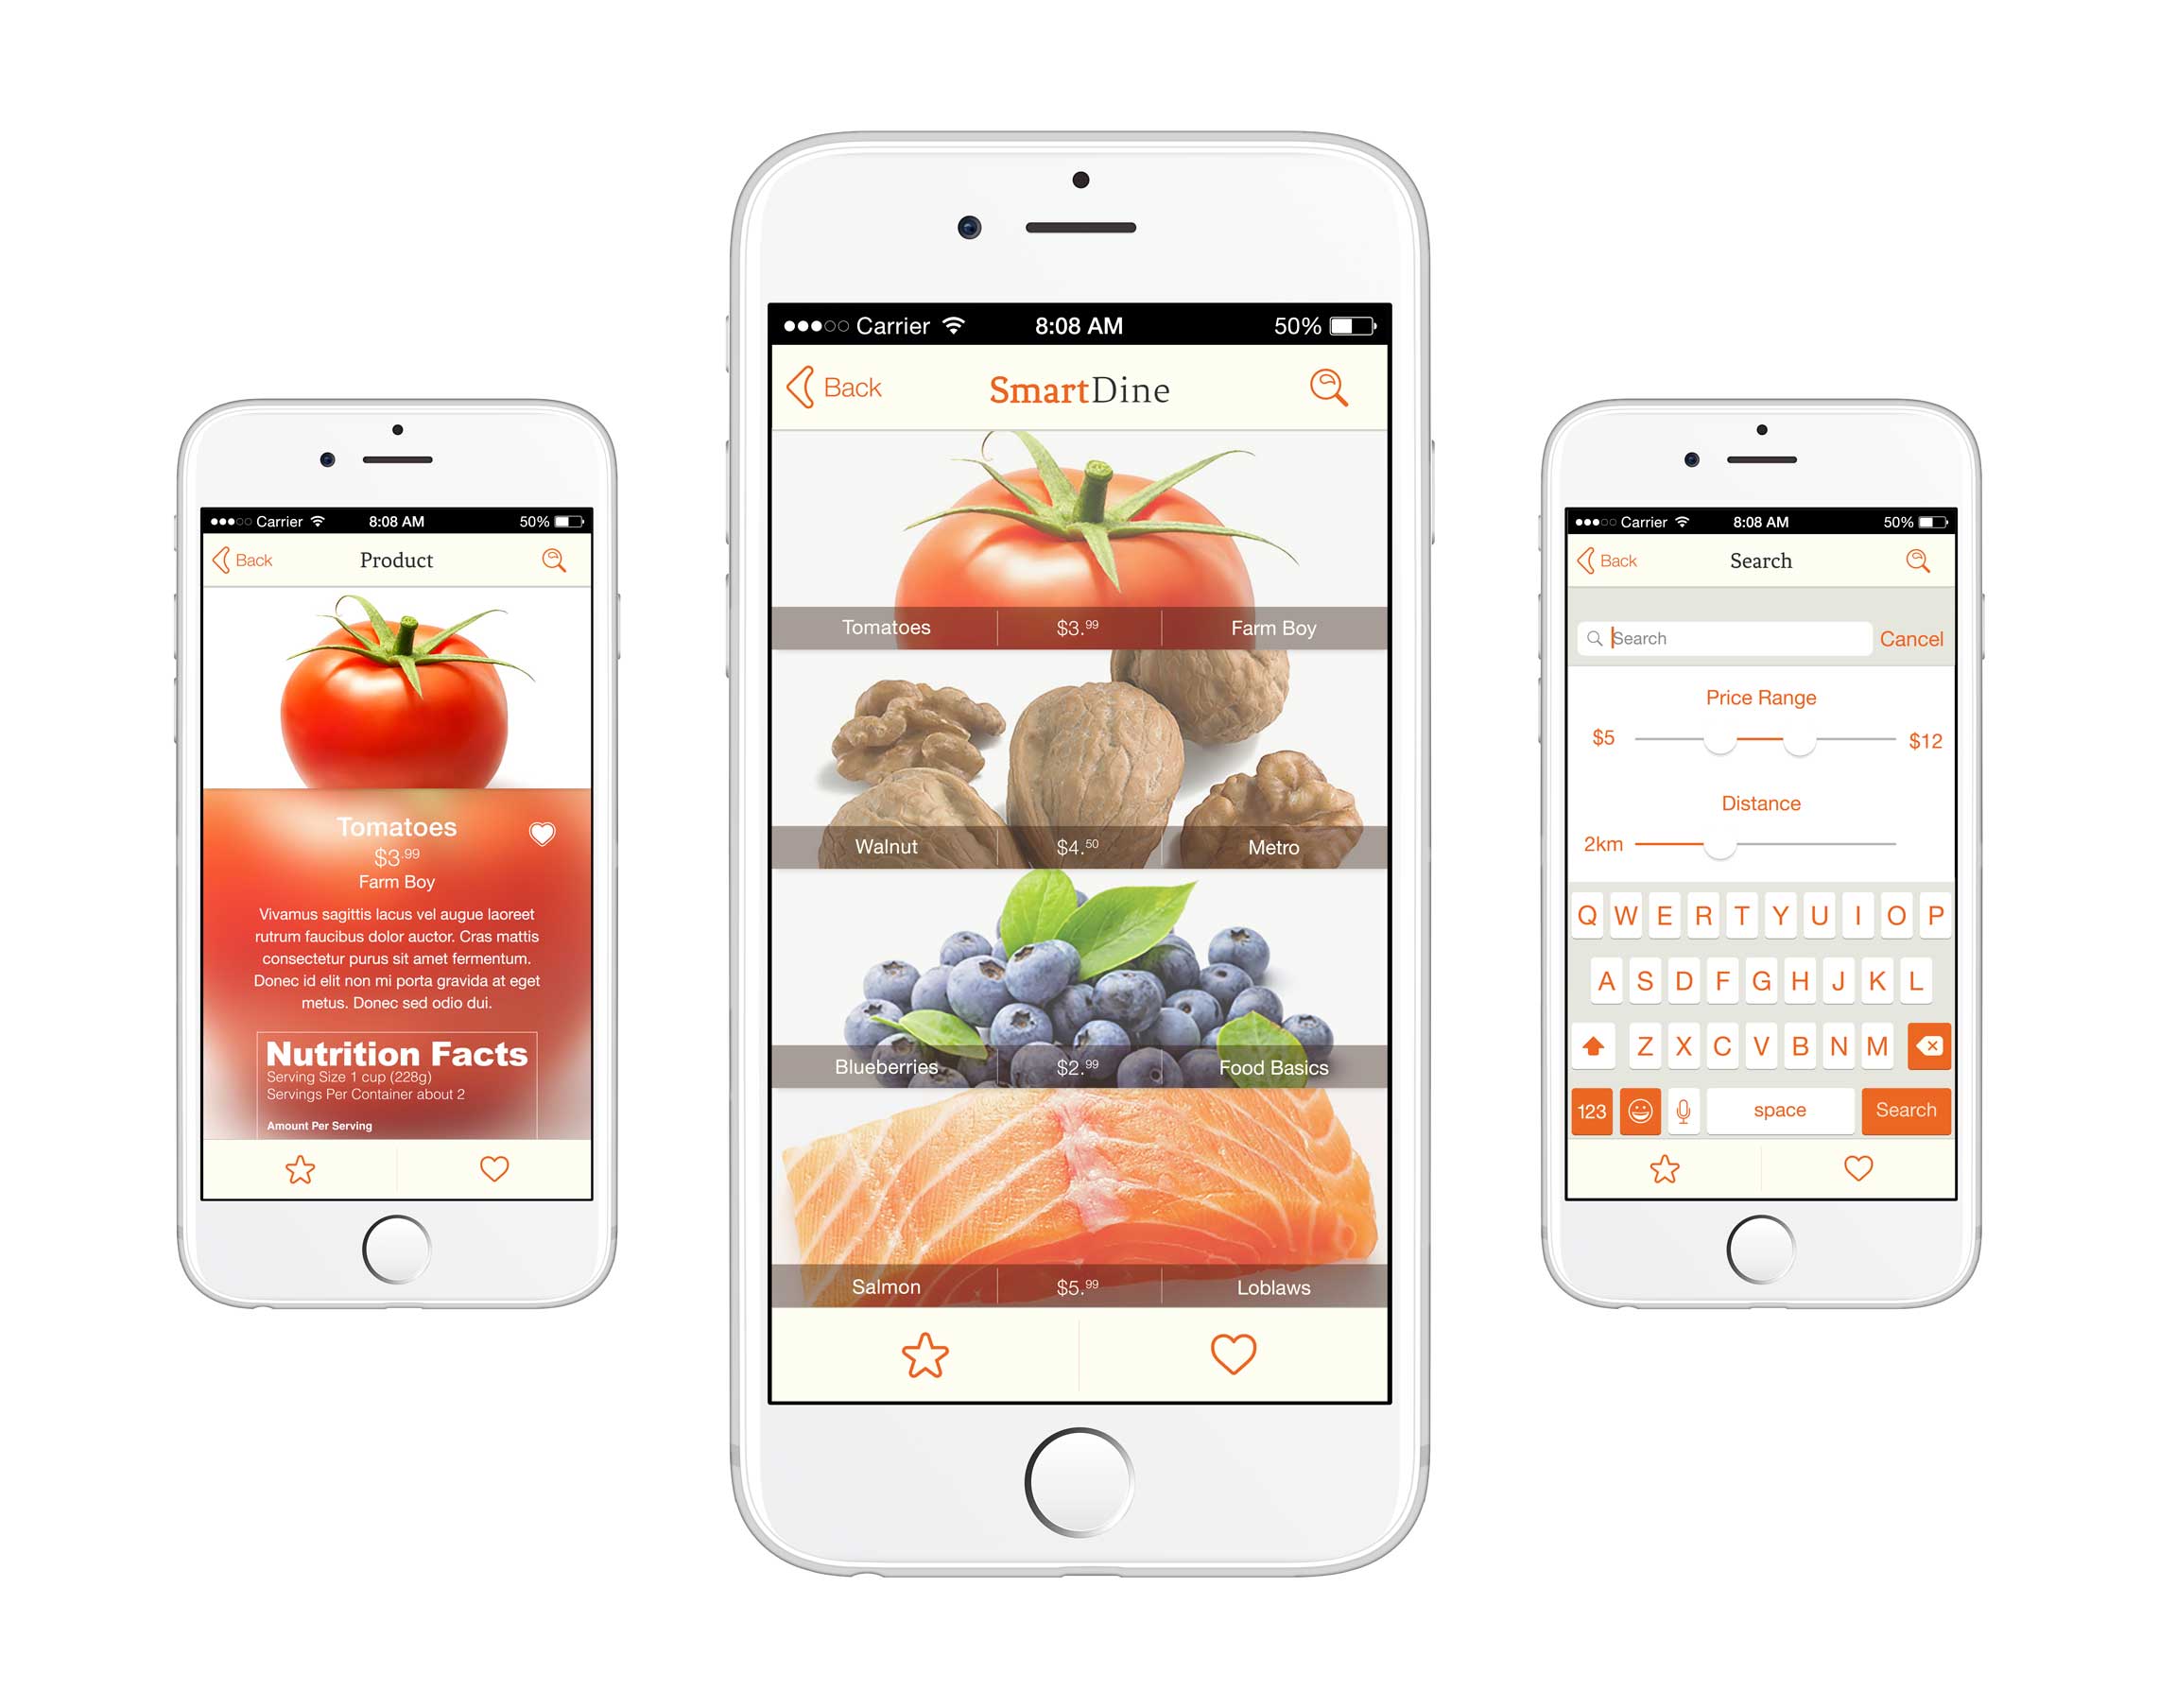 Carrier 8:08 AM 50%
Back Product
Tomatoes
$3.99
Farm Boy
Vivamus sagittis lacus vel augue laoreet
rutrum faucibus dolor auctor. Cras mattis
consectetur purus sit amet fermentum.
Donec id elit non mi porta gravida at eget
metus. Donec sed odio dui.
Nutrition Facts
Serving Size 1 cup (228g)
Servings Per Container about 2
Amount Per Serving
Carrier 8:08 AM 50%
Back SmartDine
Tomatoes $3.99 Farm Boy
Walnut $4.50 Metro
Blueberries $2.99 Food Basics
Salmon $5.99 Loblaws
Carrier 8:08 AM 50%
Back Search
Search Cancel
Price Range
$5 $12
Distance
2km
Q W E R T Y U I O P
A S D F G H J K L
Z X C V B N M
123 space Search